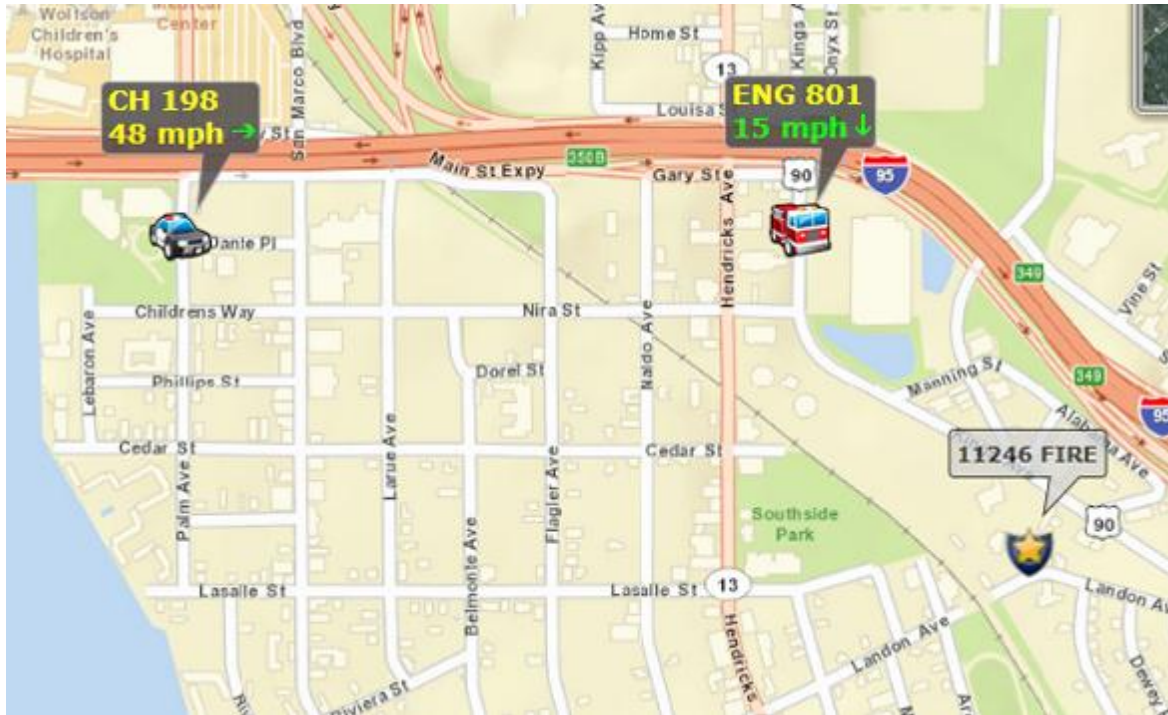 Wolfson
Children's
Hospital
Center
San Marco Blvd
Kipp Av
Home St
Kings A
Onyx St
13
CH 198
48 mph →
y St
ENG 801
15 mph ↓
Louisa S
350B
Main St Expy
Gary St
90
95
Hendricks Ave
Dante Pl
349
Vine St
Childrens Way
Nira St
Lebaron Ave
Naldo Ave
Phillips St
Dorel St
Manning St
349
95
Alabama Ave
Cedar St
Cedar St
Larue Ave
Flagler Ave
Palm Ave
Belmonte Ave
11246 FIRE
90
Southside
Park
Lasalle St
Lasalle St
13
Landon A
Landon Ave
Hendricks
Riviera St
Riv
Arc
Dewey